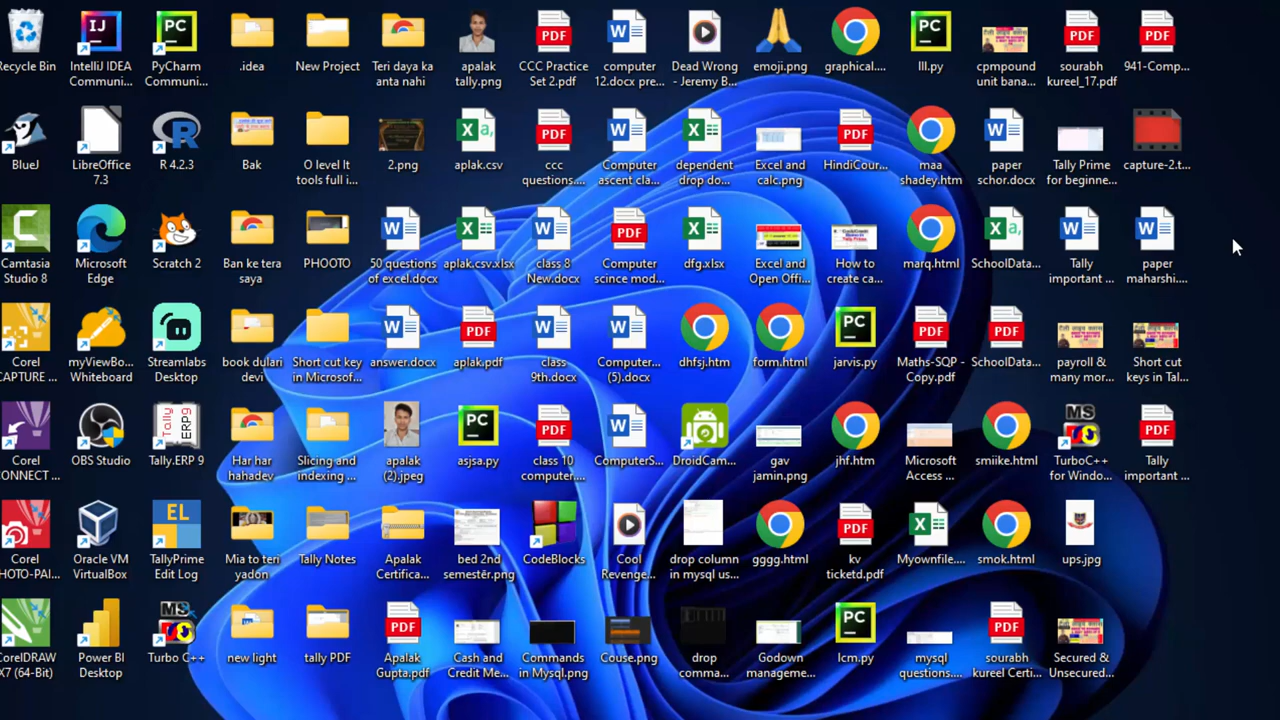 Recycle Bin
IntelliJ IDEA
Communi...
PyCharm
Communi...
.idea
New Project
Teri daya ka
anta nahi
apalak
tally.png
CCC Practice
Set 2.pdf
computer
12.docx pre...
Dead Wrong
- Jeremy B...
emoji.png
graphical....
lll.py
cpmpound
unit bana...
sourabh
kureel_17.pdf
941-Comp...
BlueJ
LibreOffice
7.3
R 4.2.3
Bak
O level It
tools full i...
2.png
aplak.csv
ccc
questions....
Computer
ascent cla...
dependent
drop do...
Excel and
calc.png
HindiCour...
maa
shadey.htm
paper
schor.docx
Tally Prime
for beginne...
capture-2.t...
Camtasia
Studio 8
Microsoft
Edge
Scratch 2
Ban ke tera
saya
PHOOTO
50 questions
of excel.docx
aplak.csv.xlsx
class 8
New.docx
Computer
scince mod...
dfg.xlsx
Excel and
Open Offi...
How to
create ca...
marq.html
SchoolData...
Tally
important ...
paper
maharshi....
Corel
CAPTURE ...
myViewBo...
Whiteboard
Streamlabs
Desktop
book dulari
devi
Short cut key
in Microsof...
answer.docx
aplak.pdf
class
9th.docx
Computer...
(5).docx
dhfsj.htm
form.html
jarvis.py
Maths-SQP -
Copy.pdf
SchoolData...
payroll &
many mor...
Short cut
keys in Tal...
Corel
CONNECT ...
OBS Studio
Tally.ERP 9
Har har
hahadev
Slicing and
indexing ...
apalak
(2).jpeg
asjsa.py
class 10
computer....
ComputerS...
DroidCam...
gav
jamin.png
jhf.htm
Microsoft
Access ...
smiike.html
TurboC++
for Windo...
Tally
important ...
Corel
PHOTO-PAI...
Oracle VM
VirtualBox
TallyPrime
Edit Log
Mia to teri
yadon
Tally Notes
Apalak
Certifica...
bed 2nd
semestēr.png
CodeBlocks
Cool
Revenge...
drop column
in mysql us...
gggg.html
kv
ticketd.pdf
Myownfile....
smok.html
ups.jpg
CorelDRAW
X7 (64-Bit)
Power BI
Desktop
Turbo C++
new light
tally PDF
Apalak
Gupta.pdf
Cash and
Credit Me...
Commands
in Mysql.png
Couse.png
drop
comma...
Godown
manageme...
lcm.py
mysql
questions....
sourabh
kureel Certi...
Secured &
Unsecured...